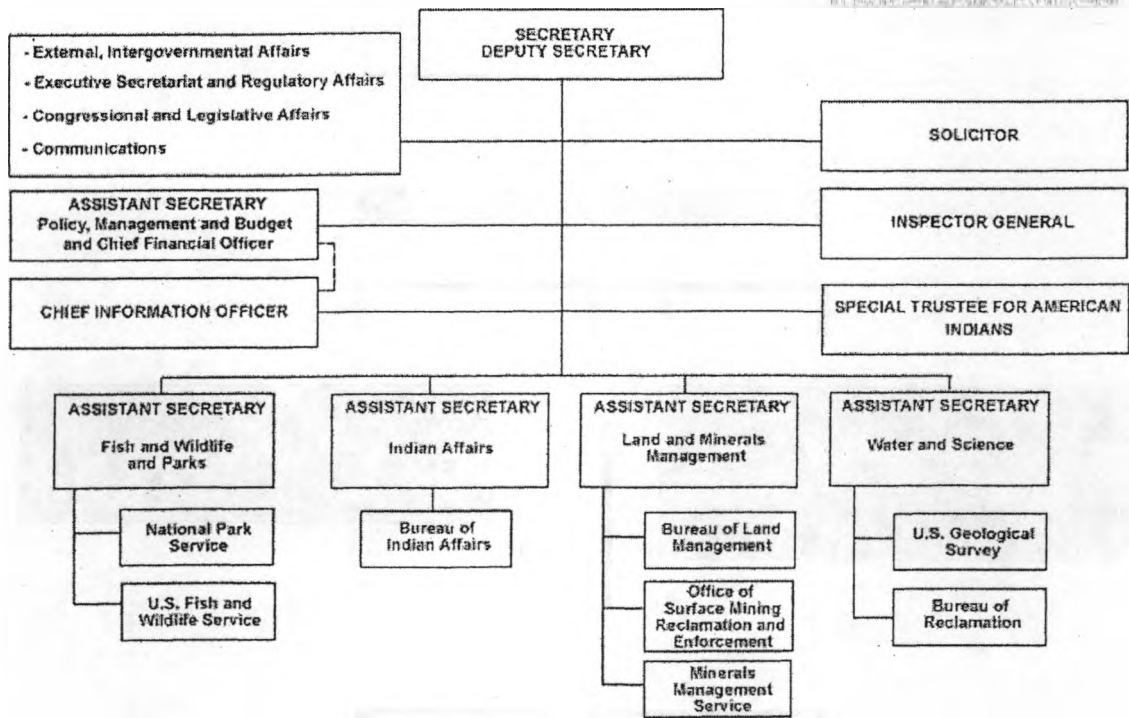 SECRETARY
DEPUTY SECRETARY
- External, Intergovernmental Affairs
- Executive Secretariat and Regulatory Affairs
- Congressional and Legislative Affairs
- Communications
SOLICITOR
ASSISTANT SECRETARY
Policy, Management and Budget
and Chief Financial Officer
INSPECTOR GENERAL
CHIEF INFORMATION OFFICER
SPECIAL TRUSTEE FOR AMERICAN
INDIANS
ASSISTANT SECRETARY
Fish and Wildlife
and Parks
ASSISTANT SECRETARY
Indian Affairs
ASSISTANT SECRETARY
Land and Minerals
Management
ASSISTANT SECRETARY
Water and Science
National Park
Service
U.S. Fish and
Wildlife Service
Bureau of
Indian Affairs
Bureau of Land
Management
Office of
Surface Mining
Reclamation and
Enforcement
Minerals
Management
Service
U.S. Geological
Survey
Bureau of
Reclamation